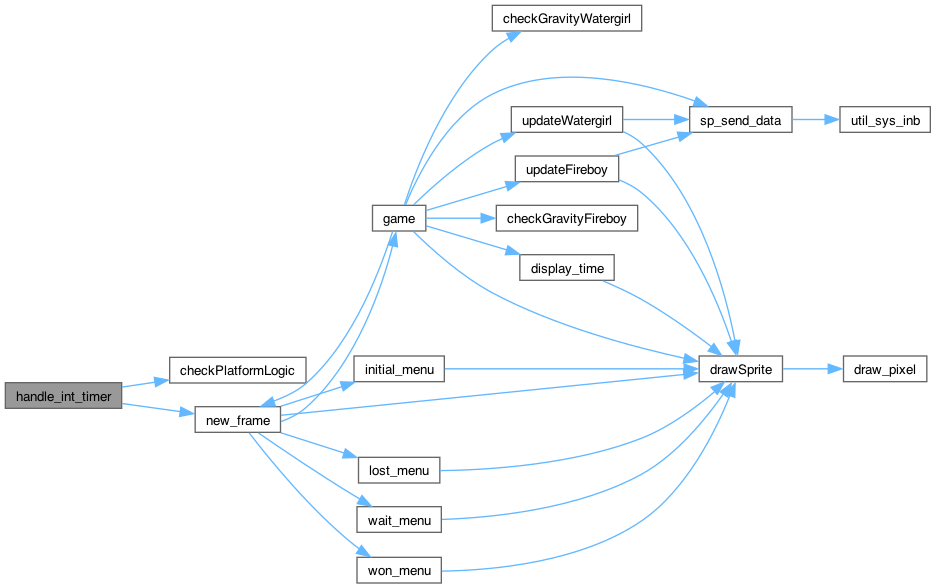 checkGravityWatergirl
updateWatergirl
sp_send_data
util_sys_inb
updateFireboy
game
checkGravityFireboy
display_time
checkPlatformLogic
initial_menu
drawSprite
draw_pixel
handle_int_timer
new_frame
lost_menu
wait_menu
won_menu